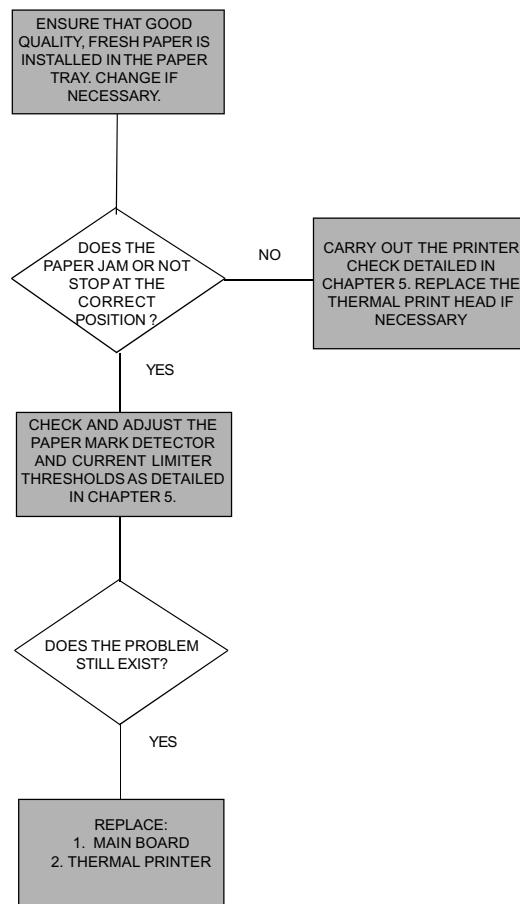 ENSURE THAT GOOD
QUALITY, FRESH PAPER IS
INSTALLED IN THE PAPER
TRAY. CHANGE IF
NECESSARY.
DOES THE
PAPER JAM OR NOT
STOP AT THE
CORRECT
POSITION ?
NO
CARRY OUT THE PRINTER
CHECK DETAILED IN
CHAPTER 5. REPLACE THE
THERMAL PRINT HEAD IF
NECESSARY
YES
CHECK AND ADJUST THE
PAPER MARK DETECTOR
AND CURRENT LIMITER
THRESHOLDS AS DETAILED
IN CHAPTER 5.
DOES THE PROBLEM
STILL EXIST?
YES
REPLACE:
1. MAIN BOARD
2. THERMAL PRINTER